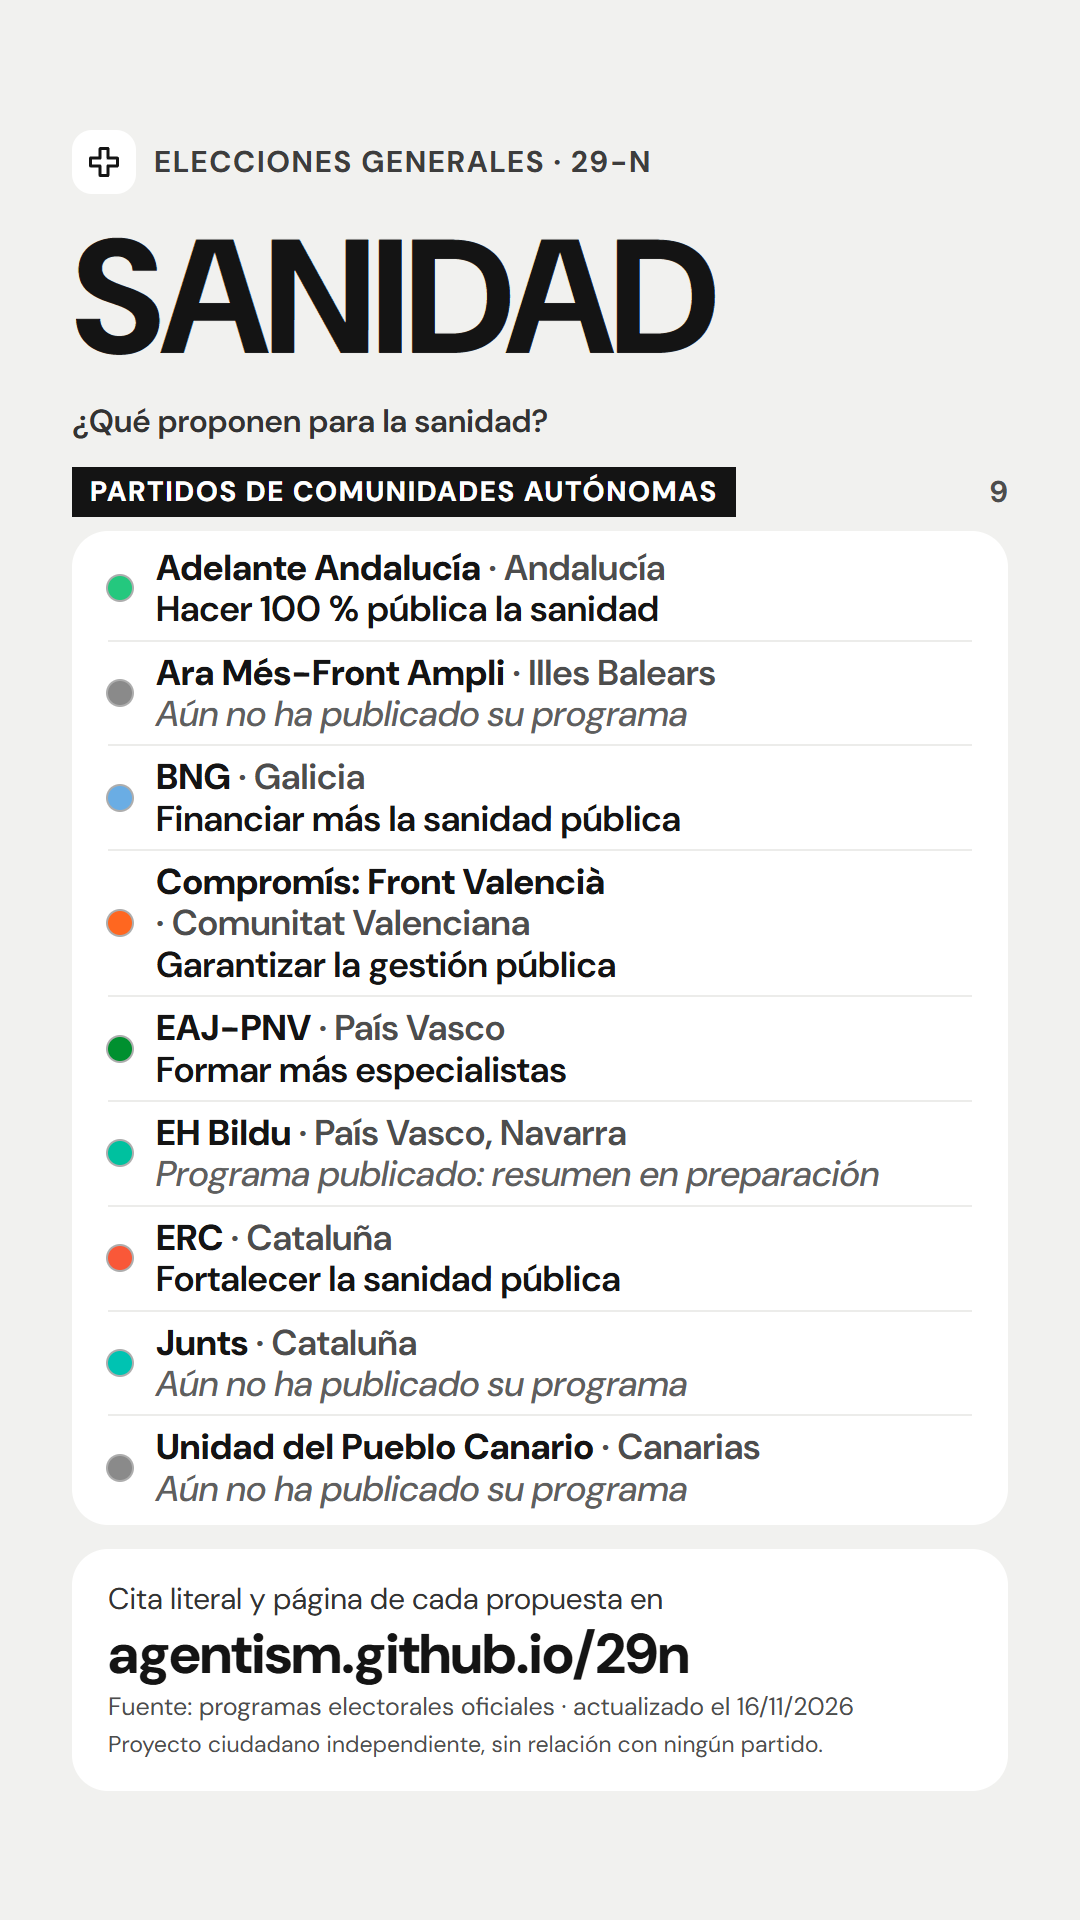 ELECCIONES GENERALES · 29-N
SANIDAD
¿Qué proponen para la sanidad?
PARTIDOS DE COMUNIDADES AUTÓNOMAS 9
Adelante Andalucía · Andalucía
Hacer 100 % pública la sanidad
Ara Més-Front Ampli · Illes Balears
Aún no ha publicado su programa
BNG · Galicia
Financiar más la sanidad pública
Compromís: Front Valencià
· Comunitat Valenciana
Garantizar la gestión pública
EAJ-PNV · País Vasco
Formar más especialistas
EH Bildu · País Vasco, Navarra
Programa publicado: resumen en preparación
ERC · Cataluña
Fortalecer la sanidad pública
Junts · Cataluña
Aún no ha publicado su programa
Unidad del Pueblo Canario · Canarias
Aún no ha publicado su programa
Cita literal y página de cada propuesta en
agentism.github.io/29n
Fuente: programas electorales oficiales · actualizado el 16/11/2026
Proyecto ciudadano independiente, sin relación con ningún partido.